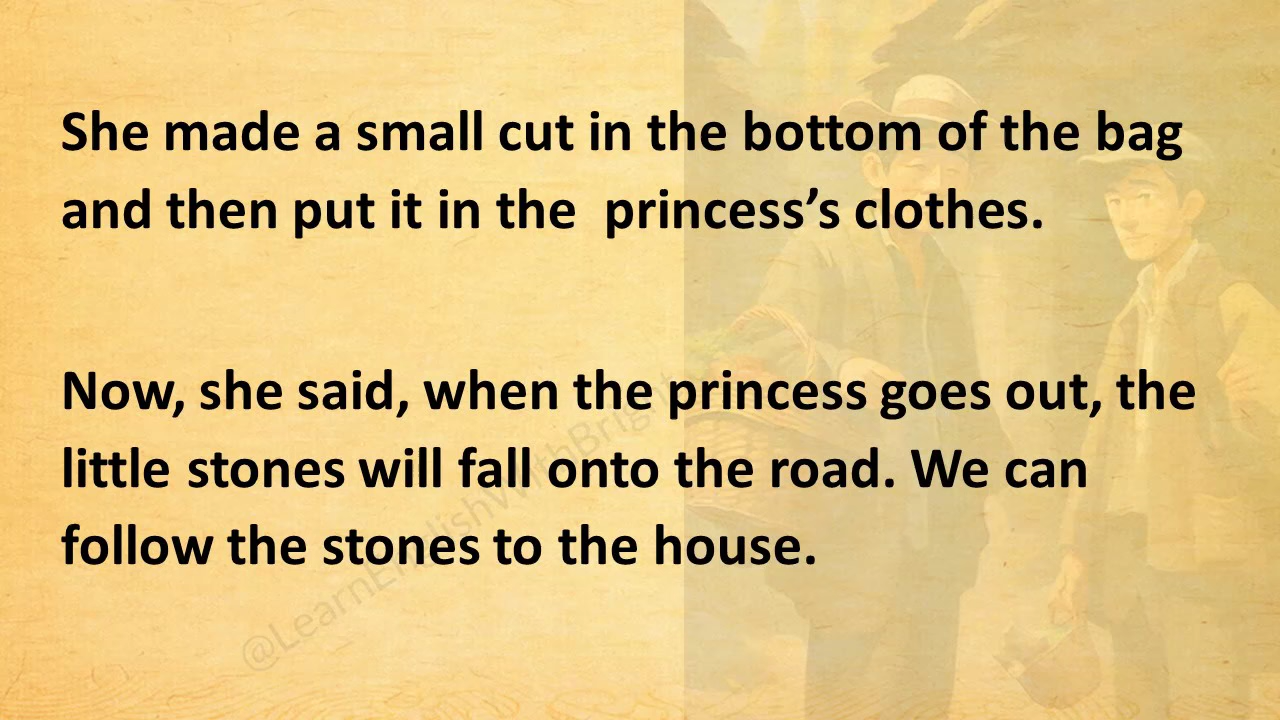 She made a small cut in the bottom of the bag
and then put it in the princess’s clothes.
Now, she said, when the princess goes out, the
little stones will fall onto the road. We can
follow the stones to the house.
@LearnEnglishWithBright